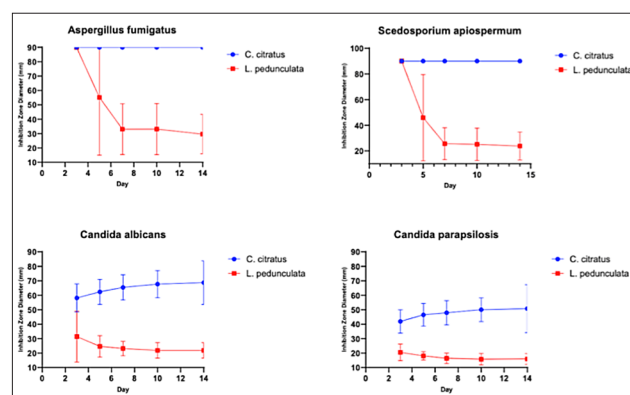 Aspergillus fumigatus
90
80
70
60
50
40
30
20
10
0 2 4 6 8 10 12 14
Inhibition Zone Diameter (mm)
Day
C. citratus
L. pedunculata
Scedosporium apiospermum
100
80
60
40
20
0 5 10 15
Inhibition Zone Diameter (mm)
Day
C. citratus
L. pedunculata
Candida albicans
90
80
70
60
50
40
30
20
10
0 2 4 6 8 10 12 14
Inhibition Zone Diameter (mm)
Day
C. citratus
L. pedunculata
Candida parapsilosis
90
80
70
60
50
40
30
20
10
0 2 4 6 8 10 12 14
Inhibition Zone Diameter (mm)
Day
C. citratus
L. pedunculata